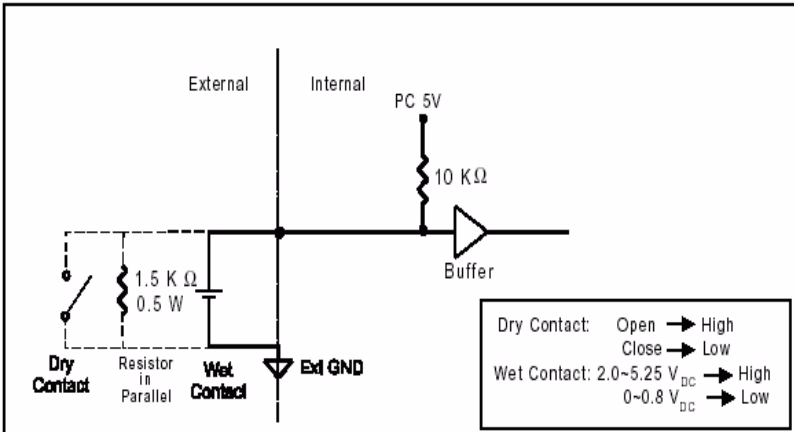 External
Internal
PC 5V
10 KΩ
Buffer
1.5 K Ω
0.5 W
Dry
Contact
Resistor
in
Parallel
Wet
Contact
Ext GND
Dry Contact: Open → High
Close → Low
Wet Contact: 2.0~5.25 V DC → High
0~0.8 V DC → Low